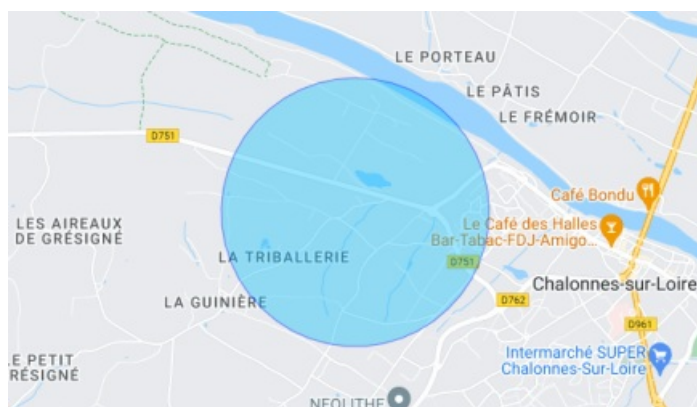 LE PORTEAU
LE PÂTIS
LE FRÉMOIR
D751
Café Bondu
LES AIREAUX
DE GRÉSIGNÉ
Le Café des Halles
Bar-Tabac-FDJ-Amigo...
LA TRIBALLERIE
D751
Chalonnes-sur-Loire
LA GUINIÈRE
D762
D961
LE PETIT
RÉSIGNÉ
Intermarché SUPER
Chalonnes-Sur-Loire
NEOLITHE